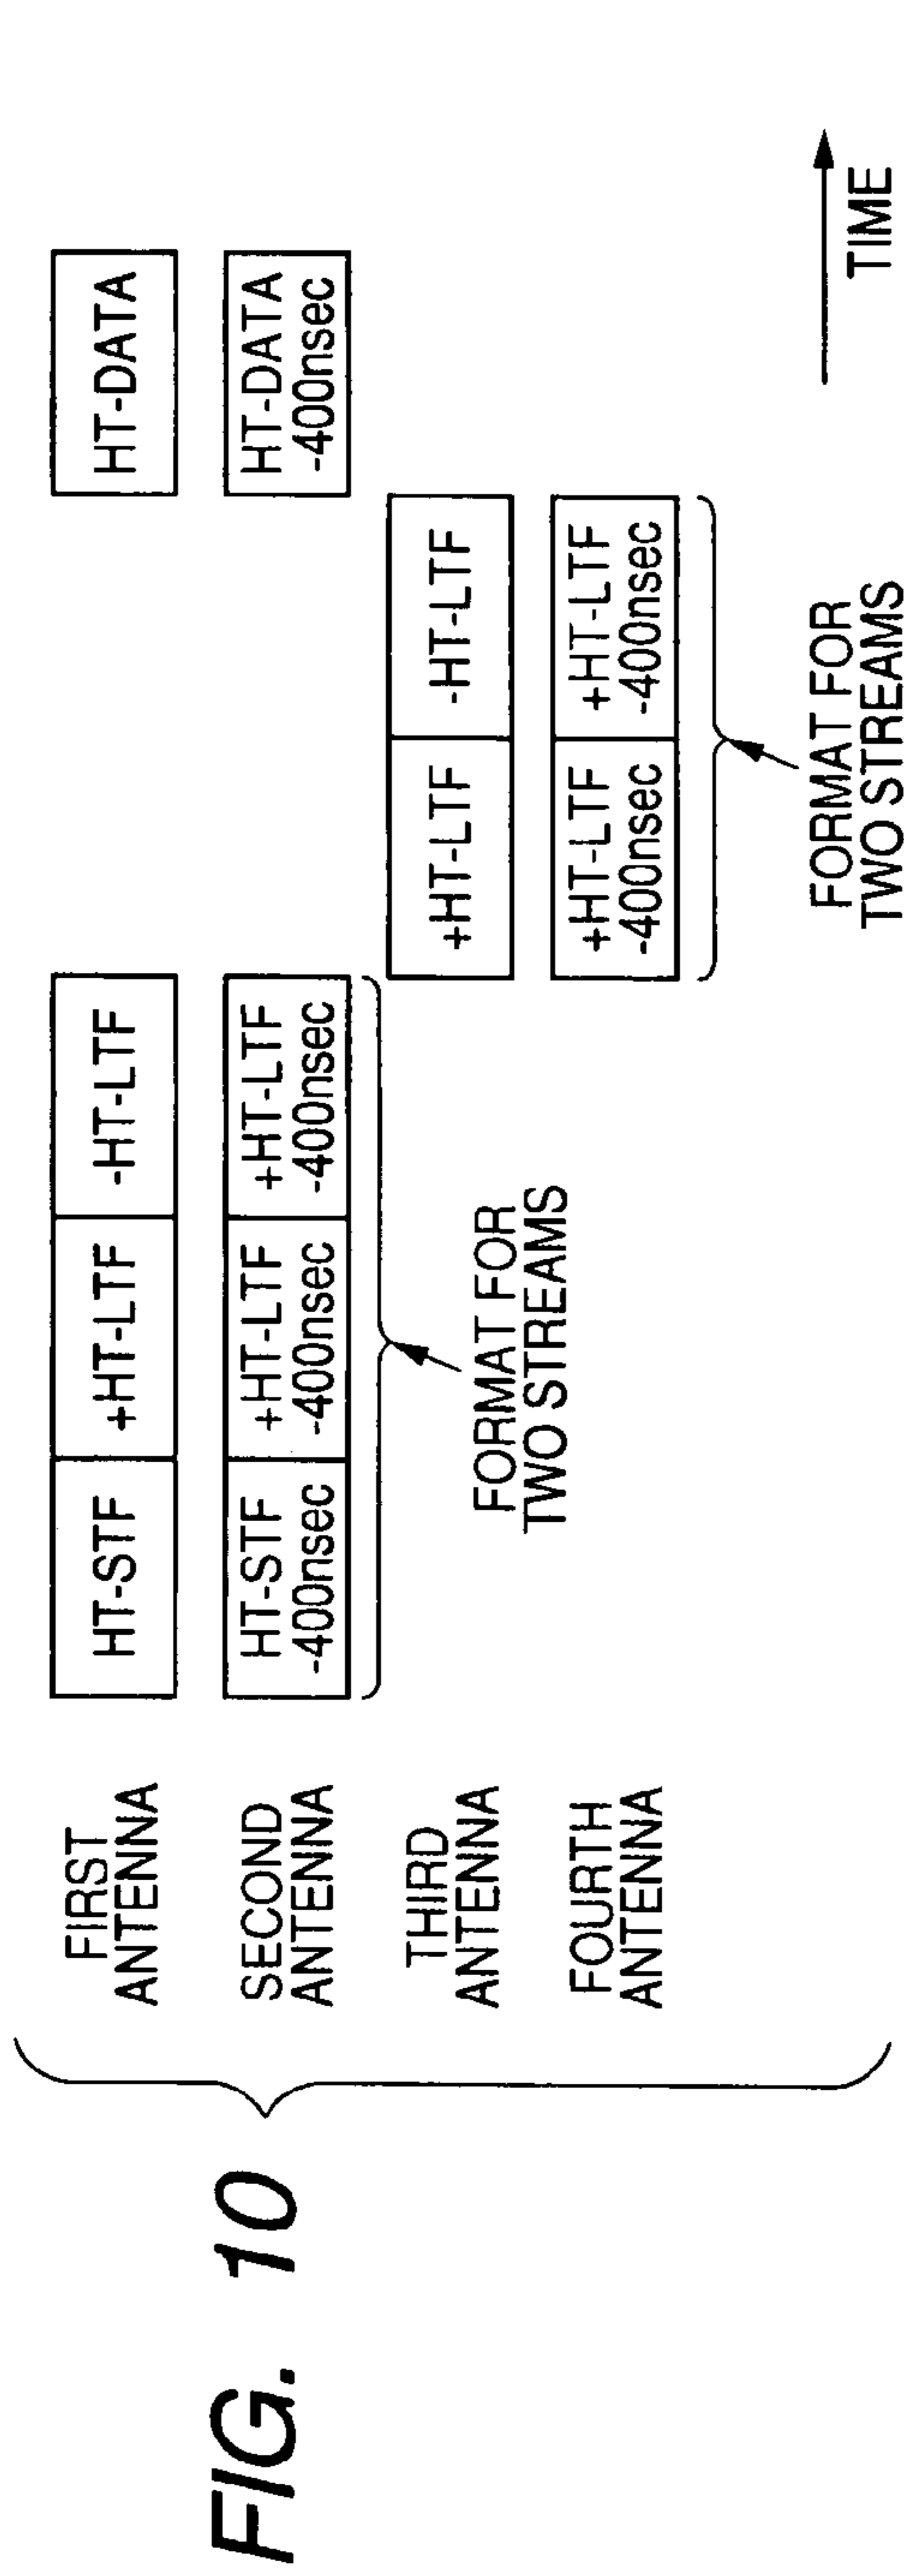 FIG. 10
FIRST
ANTENNA
HT-STF
+HT-LTF
-HT-LTF
HT-DATA
SECOND
ANTENNA
HT-STF
-400nsec
+HT-LTF
-400nsec
+HT-LTF
-400nsec
HT-DATA
-400nsec
THIRD
ANTENNA
+HT-LTF
-HT-LTF
FOURTH
ANTENNA
+HT-LTF
-400nsec
+HT-LTF
-400nsec
FORMAT FOR
TWO STREAMS
FORMAT FOR
TWO STREAMS
TIME